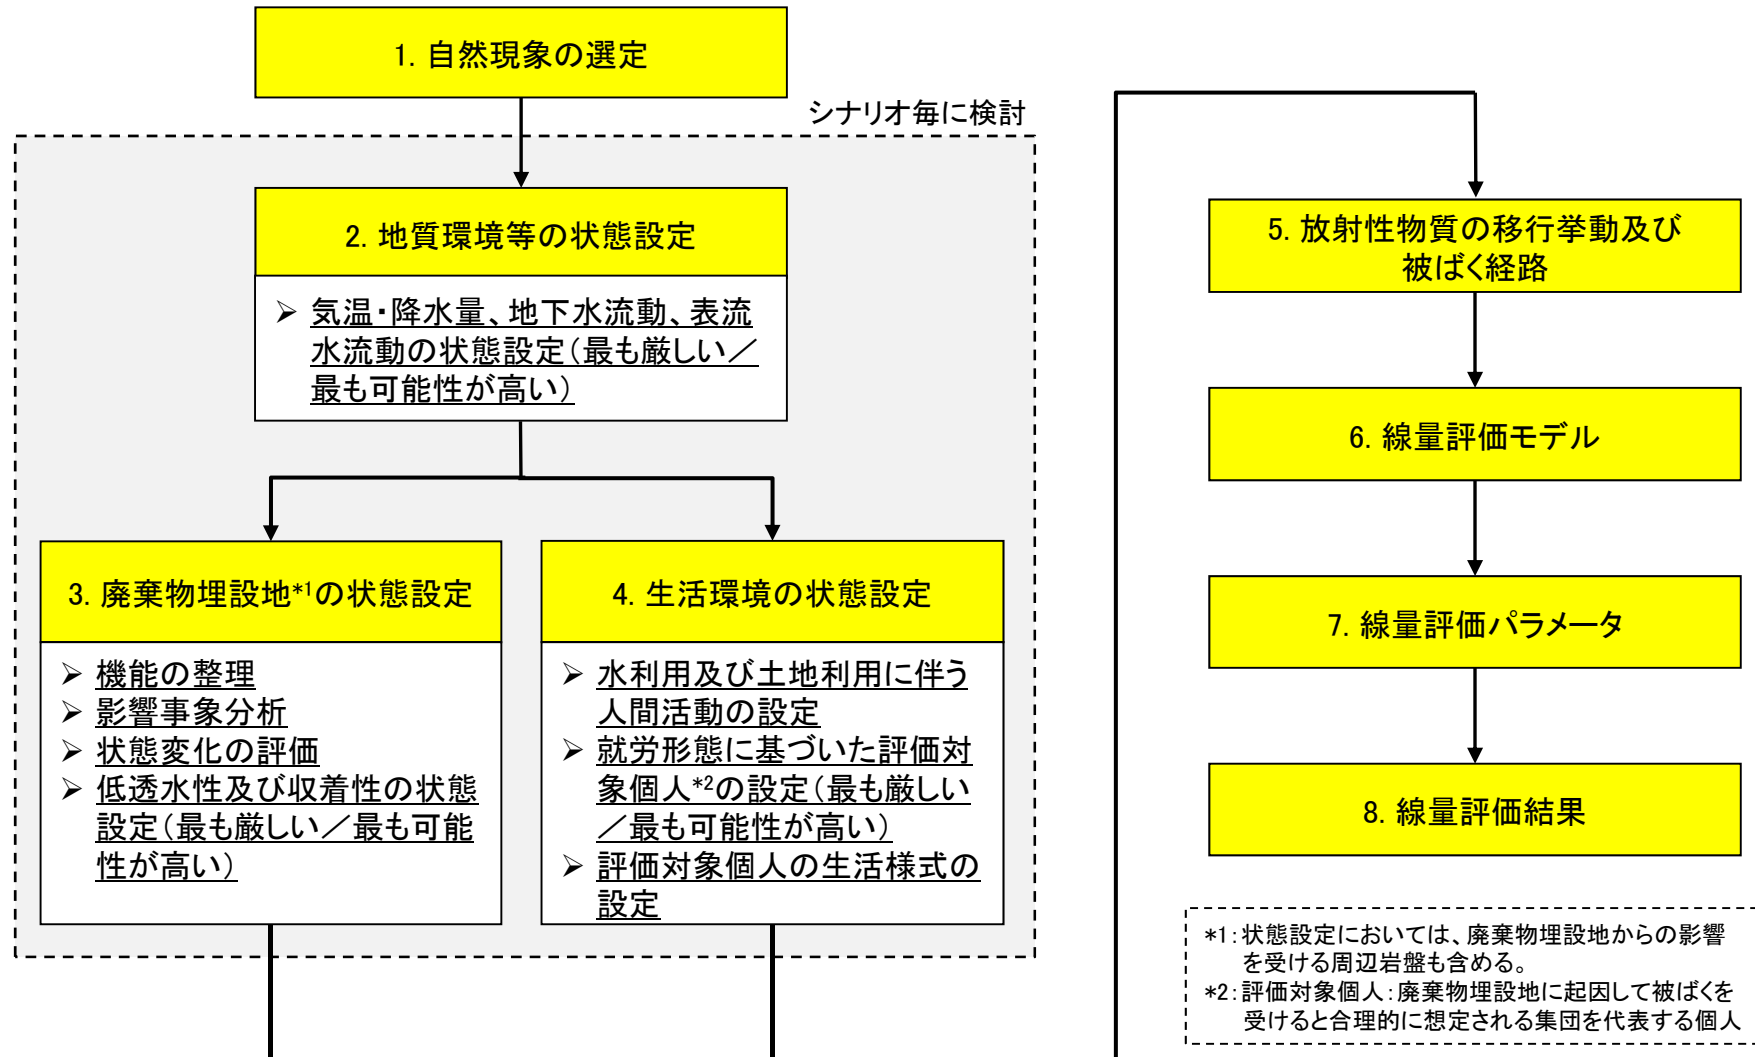 1. 自然現象の選定
シナリオ毎に検討
2. 地質環境等の状態設定
➢ 気温・降水量、地下水流動、表流
水流動の状態設定(最も厳しい／
最も可能性が高い)
3. 廃棄物埋設地*1の状態設定
➢ 機能の整理
➢ 影響事象分析
➢ 状態変化の評価
➢ 低透水性及び収着性の状態
設定(最も厳しい／最も可能
性が高い)
4. 生活環境の状態設定
➢ 水利用及び土地利用に伴う
人間活動の設定
➢ 就労形態に基づいた評価対
象個人*2の設定(最も厳しい
／最も可能性が高い)
➢ 評価対象個人の生活様式の
設定
5. 放射性物質の移行挙動及び
被ばく経路
6. 線量評価モデル
7. 線量評価パラメータ
8. 線量評価結果
*1:状態設定においては、廃棄物埋設地からの影響
を受ける周辺岩盤も含める。
*2:評価対象個人:廃棄物埋設地に起因して被ばくを
受けると合理的に想定される集団を代表する個人